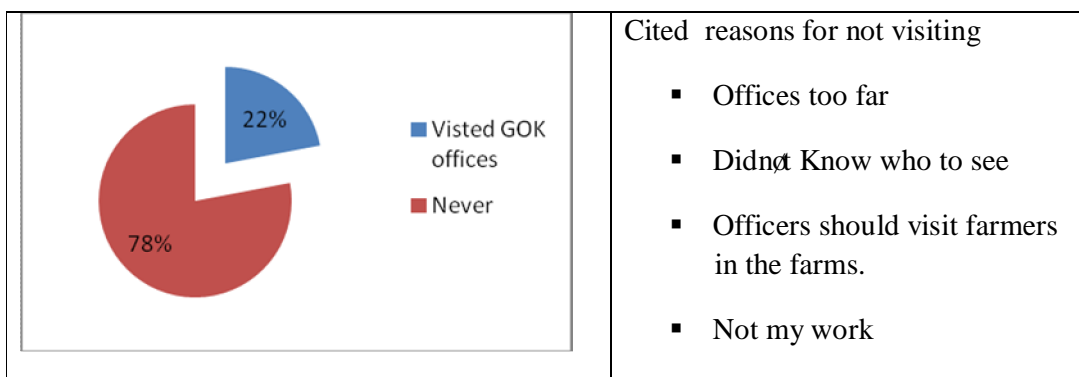 22%
78%
Visted GOK
offices
Never
Cited reasons for not visiting
▪ Offices too far
▪ Didnøt Know who to see
▪ Officers should visit farmers
in the farms.
▪ Not my work